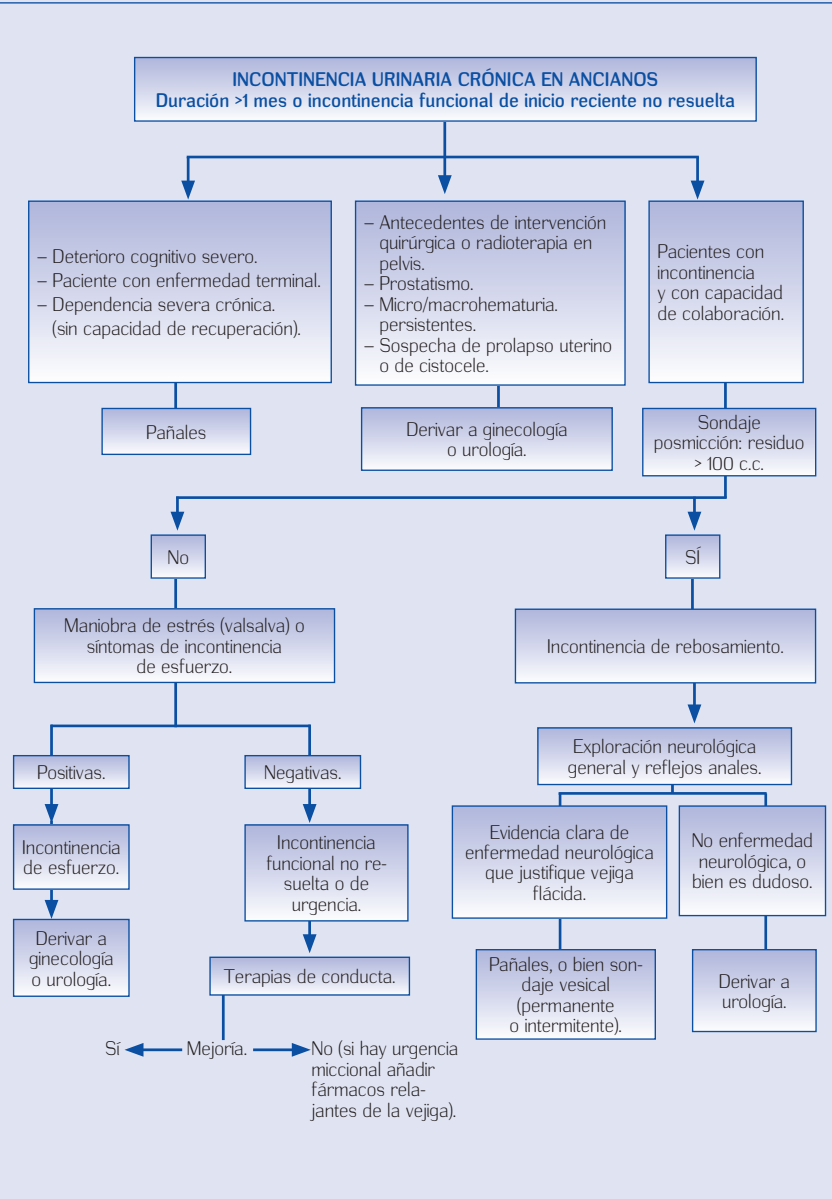 INCONTINENCIA URINARIA CRÓNICA EN ANCIANOS
Duración >1 mes o incontinencia funcional de inicio reciente no resuelta
– Deterioro cognitivo severo.
– Paciente con enfermedad terminal.
– Dependencia severa crónica.
(sin capacidad de recuperación).
– Antecedentes de intervención
quirúrgica o radioterapia en
pelvis.
– Prostatismo.
– Micro/macrohematuria.
persistentes.
– Sospecha de prolapso uterino
o de cistocele.
Pacientes con
incontinencia
y con capacidad
de colaboración.
Pañales
Derivar a ginecología
o urología.
Sondaje
posmicción: residuo
> 100 c.c.
No
SÍ
Maniobra de estrés (valsalva) o
síntomas de incontinencia
de esfuerzo.
Incontinencia de rebosamiento.
Positivas.
Negativas.
Exploración neurológica
general y reflejos anales.
Incontinencia
de esfuerzo.
Incontinencia
funcional no re-
suelta o de
urgencia.
Evidencia clara de
enfermedad neurológica
que justifique vejiga
flácida.
No enfermedad
neurológica, o
bien es dudoso.
Derivar a
ginecología
o urología.
Terapias de conducta.
Pañales, o bien son-
daje vesical
(permanente
o intermitente).
Derivar a
urología.
Sí
Mejoría.
No (si hay urgencia
miccional añadir
fármacos rela-
jantes de la vejiga).